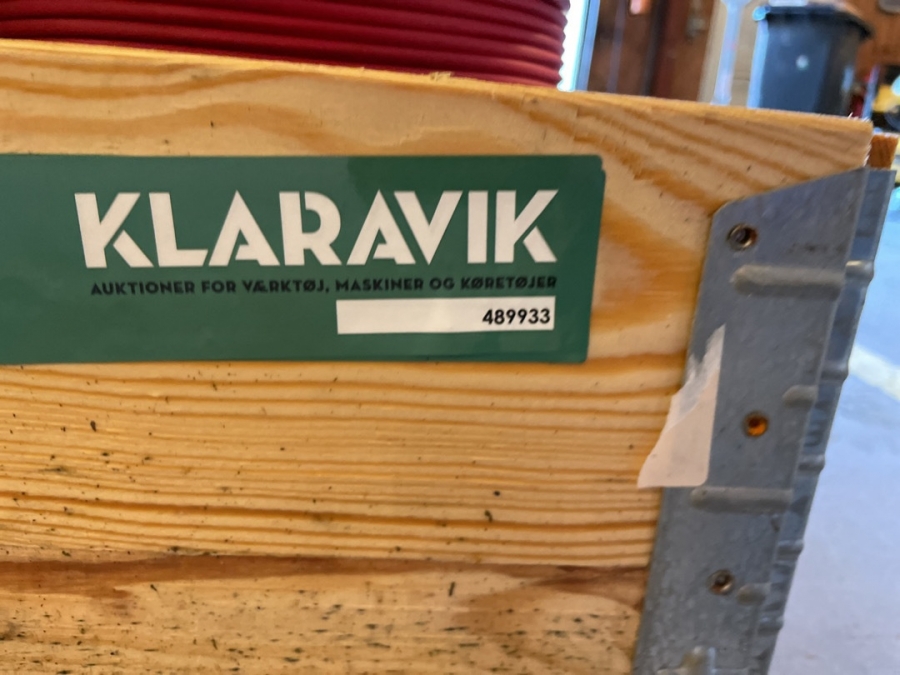 KLARAVIK
AUKTIONER FOR VÆRKTØJ, MASKINER OG KØRETØJER
489933